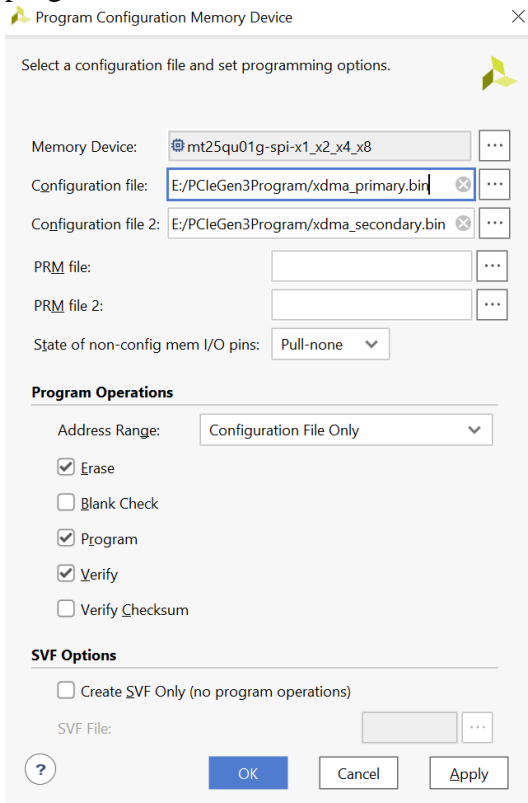 Program Configuration Memory Device
Select a configuration file and set programming options.
Memory Device: mt25qu01g-spi-x1_x2_x4_x8 ...
Configuration file: E:/PCIeGen3Program/xdma_primary.bin ...
Configuration file 2: E:/PCIeGen3Program/xdma_secondary.bin ...
PRM file: ...
PRM file 2: ...
State of non-config mem I/O pins: Pull-none
Program Operations
Address Range: Configuration File Only
Erase
Blank Check
Program
Verify
Verify Checksum
SVF Options
Create SVF Only (no program operations)
SVF File: ...
? OK Cancel Apply